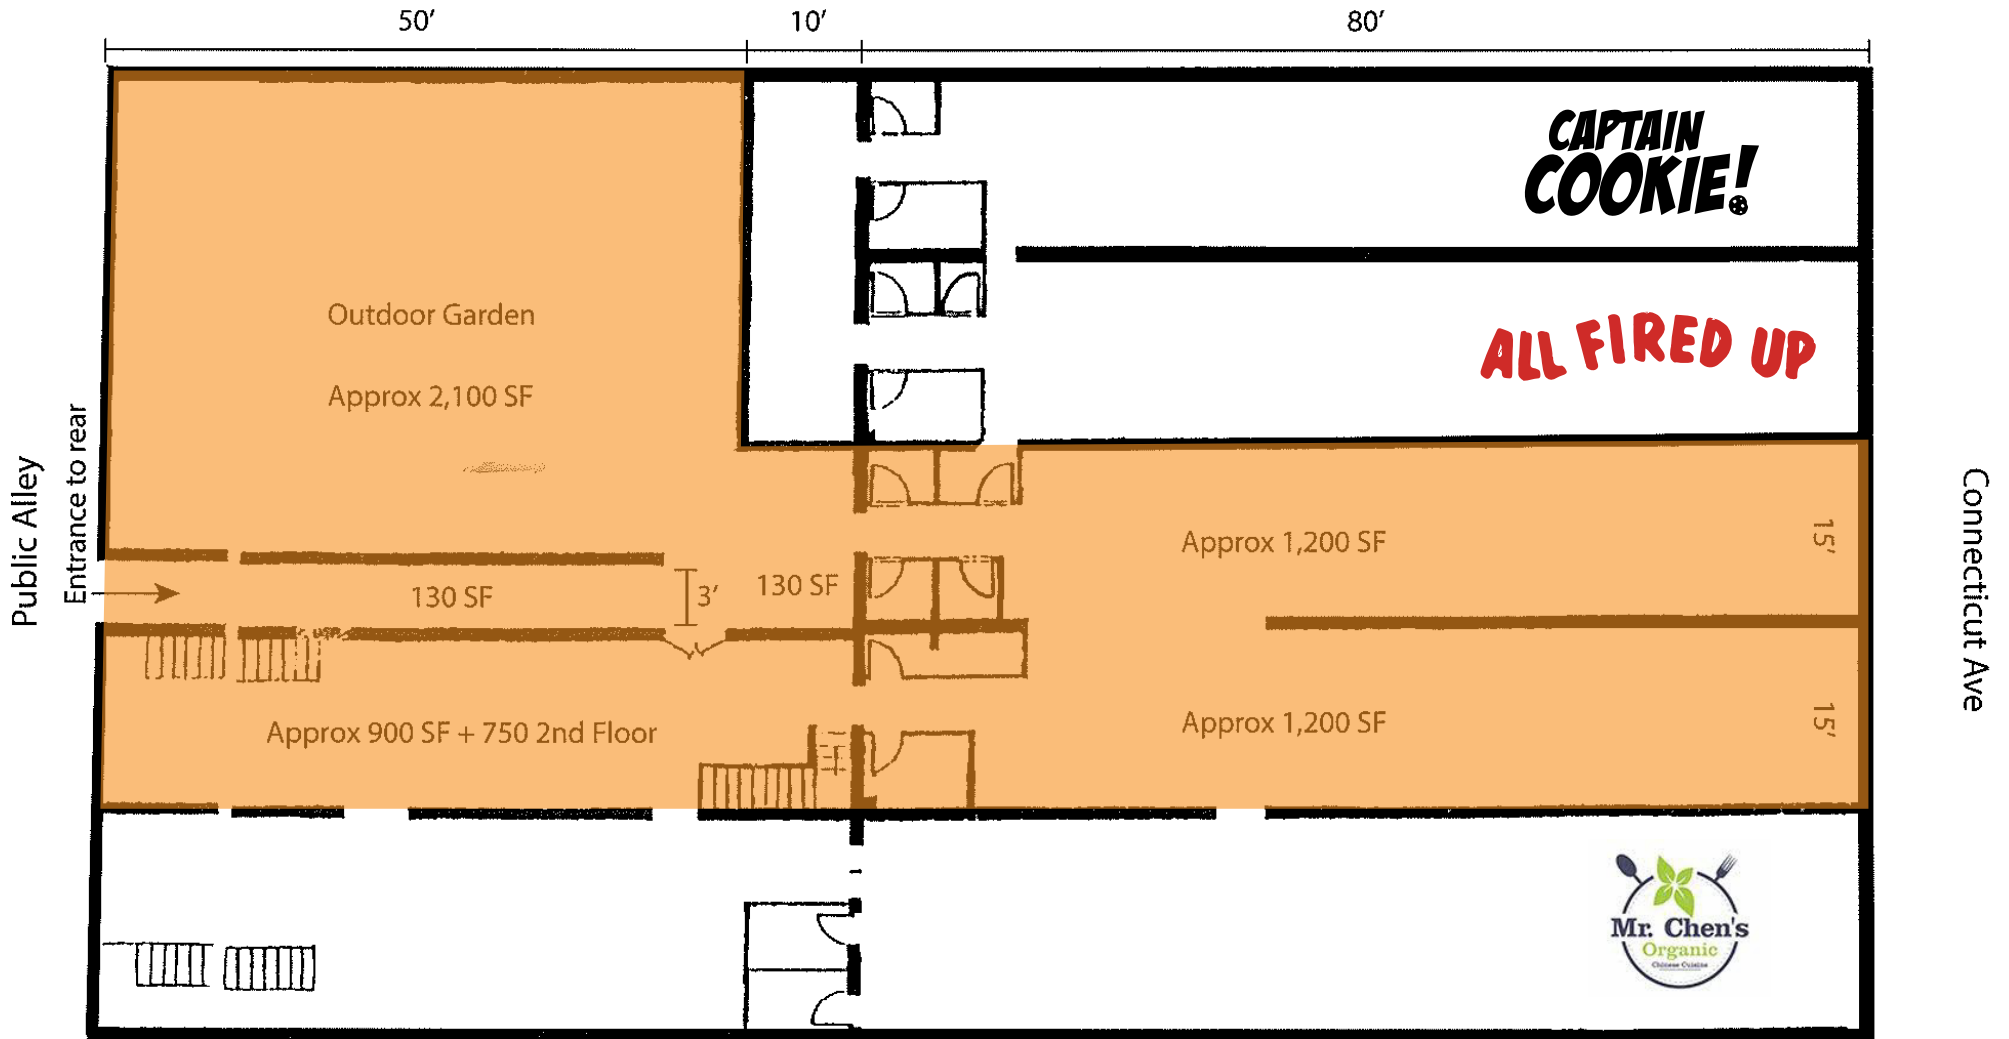 50'
10'
80'
CAPTAIN
COOKIE!
Outdoor Garden
ALL FIRED UP
Approx 2,100 SF
Public Alley
Entrance to rear
Connecticut Ave
Approx 1,200 SF
15'
130 SF
3'
130 SF
Approx 900 SF + 750 2nd Floor
Approx 1,200 SF
15'
Mr. Chen's
Organic
Chinese Cuisine